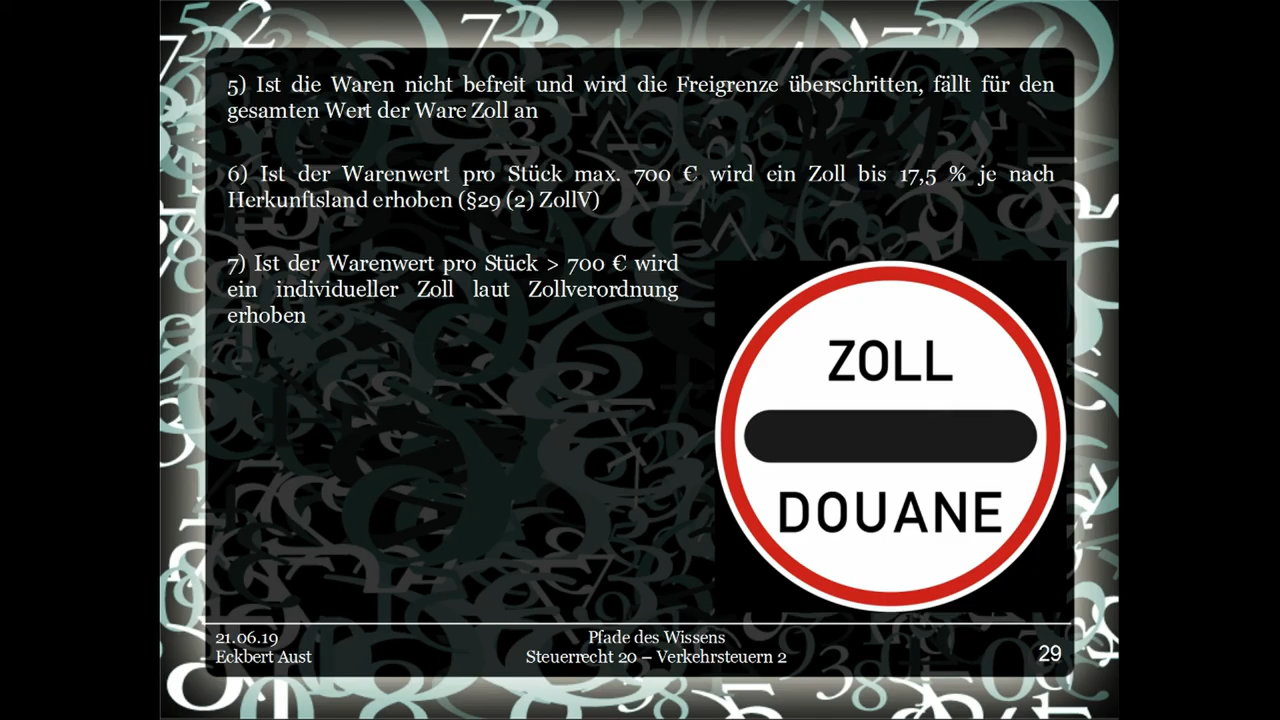 5) Ist die Waren nicht befreit und wird die Freigrenze überschritten, fällt für den
gesamten Wert der Ware Zoll an
6) Ist der Warenwert pro Stück max. 700 € wird ein Zoll bis 17,5 % je nach
Herkunftsland erhoben (§29 (2) ZollV)
7) Ist der Warenwert pro Stück > 700 € wird
ein individueller Zoll laut Zollverordnung
erhoben
ZOLL
DOUANE
21.06.19
Eckbert Aust
Pfade des Wissens
Steuerrecht 20 – Verkehrsteuern 2
29